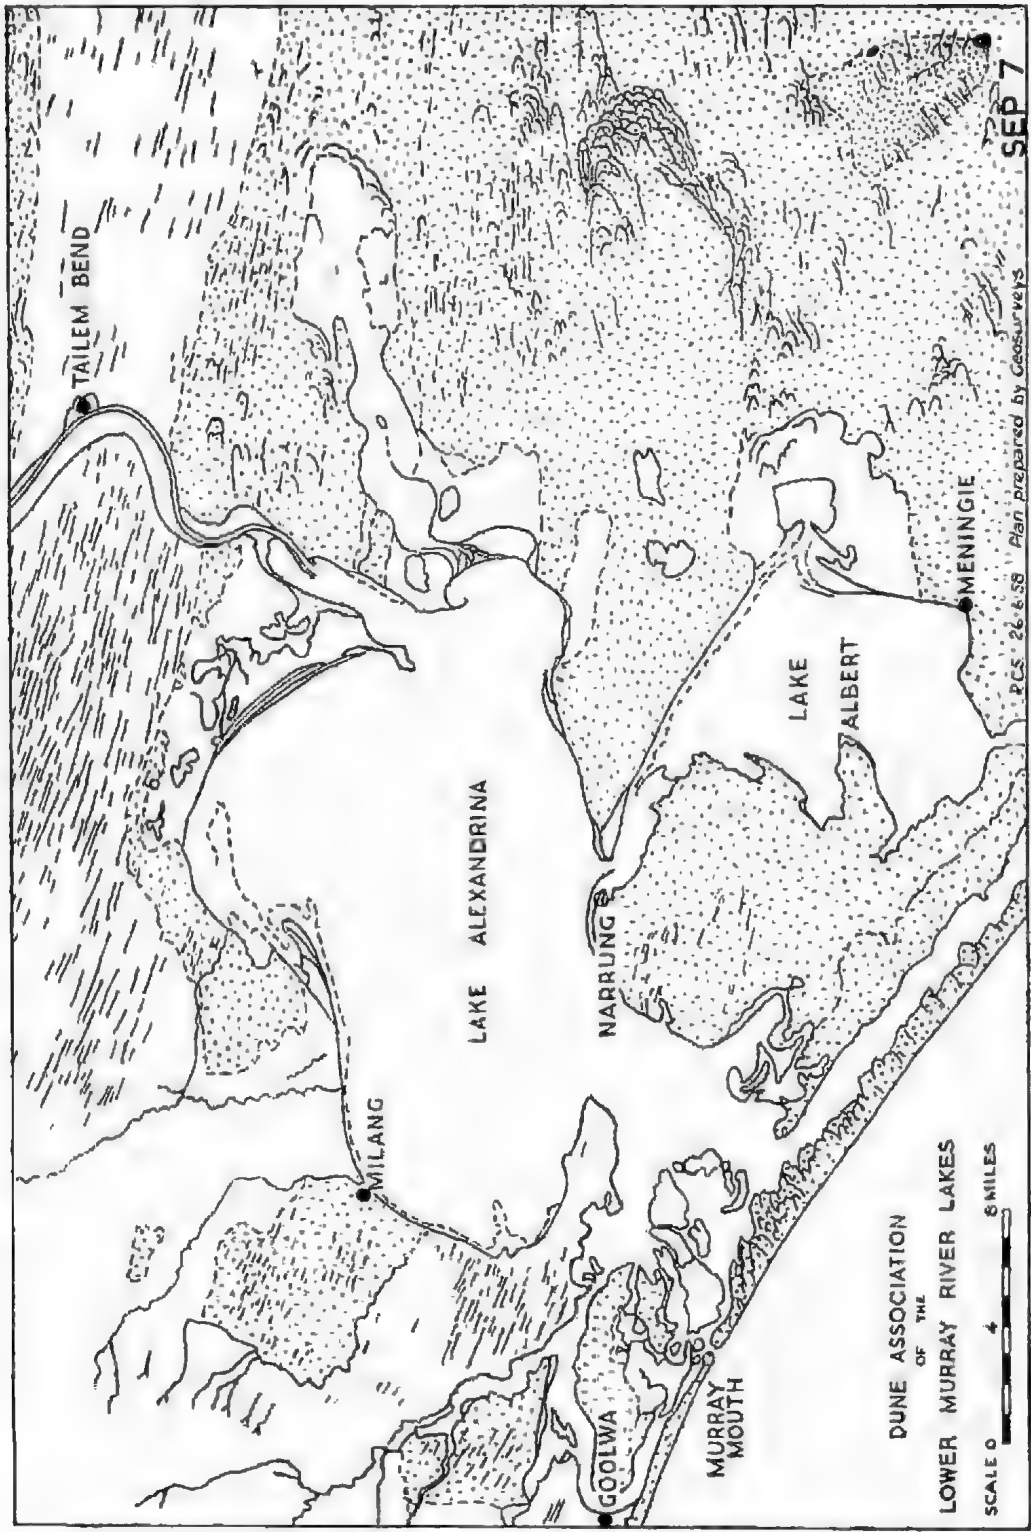 TAILEM BEND
MILANG
LAKE ALEXANDRINA
NARRUNG
LAKE
ALBERT
MENINGIE
GOOLWA
MURRAY
MOUTH
DUNE ASSOCIATION
OF THE
LOWER MURRAY RIVER LAKES
SCALE 0 4 8 MILES
P.C.S. 26.6.58 Plan prepared by Geosurveys
SEP 7